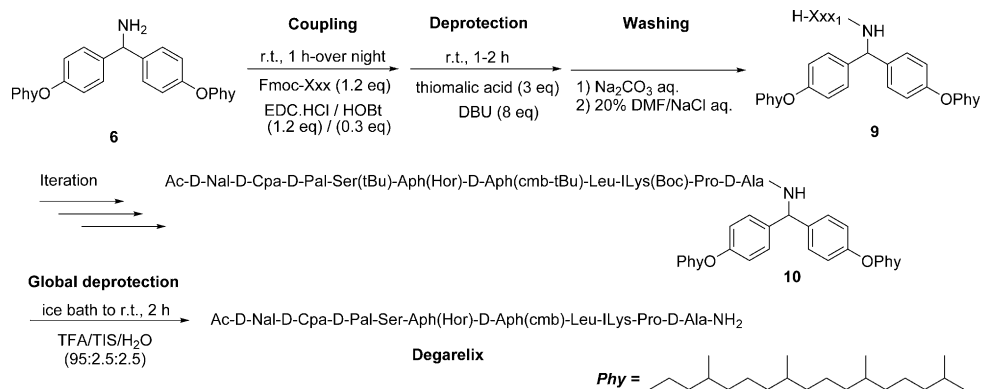 Coupling
Deprotection
Washing
NH₂
PhyO
OPhy
6
r.t., 1 h-over night
Fmoc-Xxx (1.2 eq)
EDC.HCl / HOBt
(1.2 eq) / (0.3 eq)
r.t., 1-2 h
thiomalic acid (3 eq)
DBU (8 eq)
1) Na₂CO₃ aq.
2) 20% DMF/NaCl aq.
H-Xxx₁
NH
PhyO
OPhy
9
Iteration
Ac-D-Nal-D-Cpa-D-Pal-Ser(tBu)-Aph(Hor)-D-Aph(cmb-tBu)-Leu-ILys(Boc)-Pro-D-Ala
NH
PhyO
OPhy
10
Global deprotection
ice bath to r.t., 2 h
TFA/TIS/H₂O
(95:2.5:2.5)
Ac-D-Nal-D-Cpa-D-Pal-Ser-Aph(Hor)-D-Aph(cmb)-Leu-ILys-Pro-D-Ala-NH₂
Degarelix
Phy =